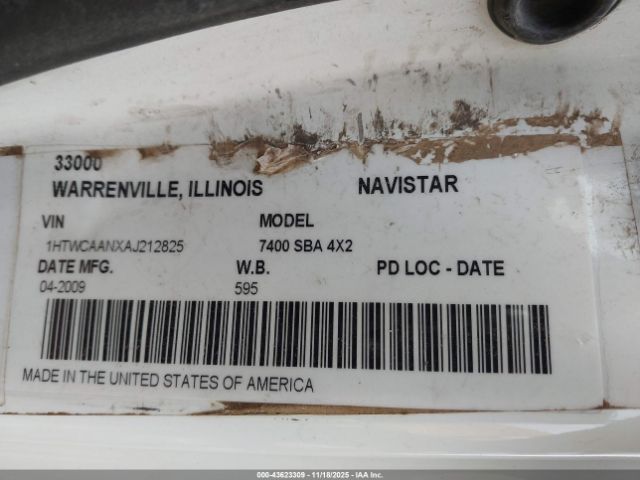 33000
WARRENVILLE, ILLINOIS NAVISTAR
VIN MODEL
1HTWCAANXAJ212825 7400 SBA 4X2
DATE MFG. W.B. PD LOC - DATE
04-2009 595
MADE IN THE UNITED STATES OF AMERICA
000-43623309 - 11/18/2025 - IAA Inc.